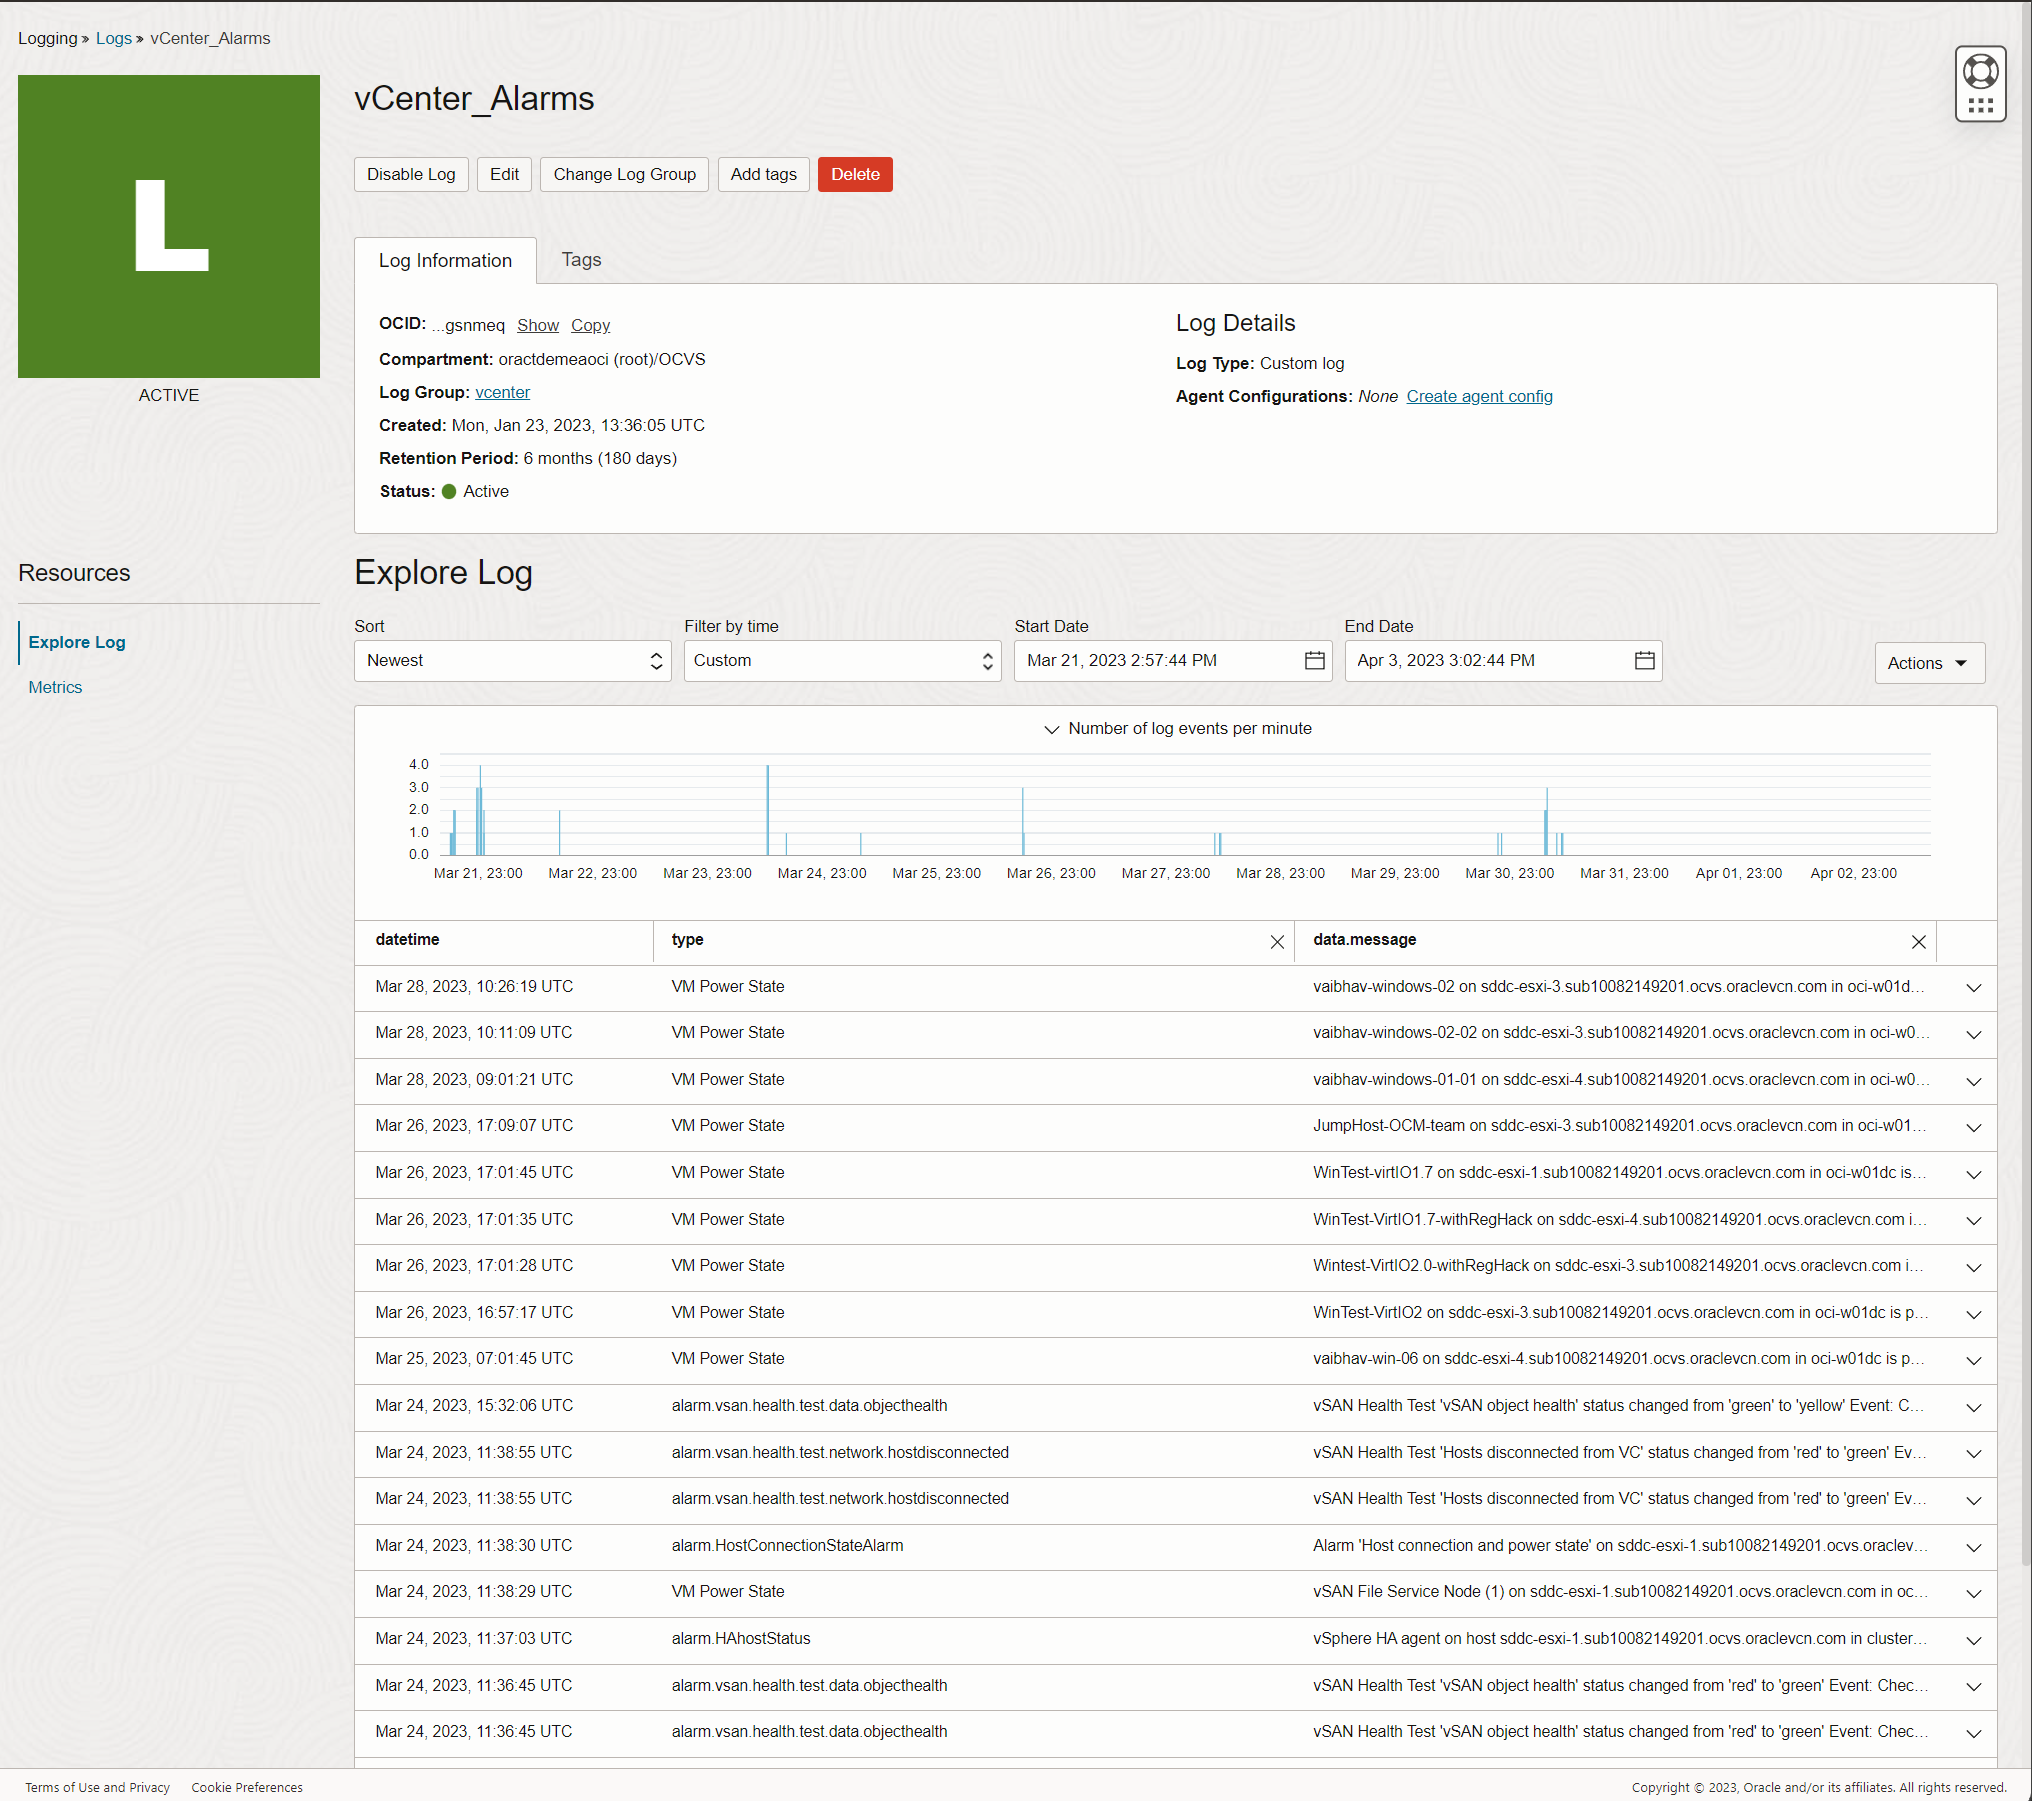 Logging » Logs » vCenter_Alarms
L
ACTIVE
vCenter_Alarms
Disable Log Edit Change Log Group Add tags Delete
Log Information Tags
OCID: ...gsnmeq Show Copy
Compartment: oractdemeaoci (root)/OCVS
Log Group: vcenter
Created: Mon, Jan 23, 2023, 13:36:05 UTC
Retention Period: 6 months (180 days)
Status: Active
Log Details
Log Type: Custom log
Agent Configurations: None Create agent config
Resources
Explore Log
Metrics
Explore Log
Sort Filter by time Start Date End Date
Newest Custom Mar 21, 2023 2:57:44 PM Apr 3, 2023 3:02:44 PM Actions
Number of log events per minute
4.0
3.0
2.0
1.0
0.0
Mar 21, 23:00 Mar 22, 23:00 Mar 23, 23:00 Mar 24, 23:00 Mar 25, 23:00 Mar 26, 23:00 Mar 27, 23:00 Mar 28, 23:00 Mar 29, 23:00 Mar 30, 23:00 Mar 31, 23:00 Apr 01, 23:00 Apr 02, 23:00
datetime type data.message
Mar 28, 2023, 10:26:19 UTC VM Power State vaibhav-windows-02 on sddc-esxi-3.sub10082149201.ocvs.oraclevcn.com in oci-w01d...
Mar 28, 2023, 10:11:09 UTC VM Power State vaibhav-windows-02-02 on sddc-esxi-3.sub10082149201.ocvs.oraclevcn.com in oci-w0...
Mar 28, 2023, 09:01:21 UTC VM Power State vaibhav-windows-01-01 on sddc-esxi-4.sub10082149201.ocvs.oraclevcn.com in oci-w0...
Mar 26, 2023, 17:09:07 UTC VM Power State JumpHost-OCM-team on sddc-esxi-3.sub10082149201.ocvs.oraclevcn.com in oci-w01...
Mar 26, 2023, 17:01:45 UTC VM Power State WinTest-virtIO1.7 on sddc-esxi-1.sub10082149201.ocvs.oraclevcn.com in oci-w01dc is...
Mar 26, 2023, 17:01:35 UTC VM Power State WinTest-VirtIO1.7-withRegHack on sddc-esxi-4.sub10082149201.ocvs.oraclevcn.com i...
Mar 26, 2023, 17:01:28 UTC VM Power State Wintest-VirtIO2.0-withRegHack on sddc-esxi-3.sub10082149201.ocvs.oraclevcn.com i...
Mar 26, 2023, 16:57:17 UTC VM Power State WinTest-VirtIO2 on sddc-esxi-3.sub10082149201.ocvs.oraclevcn.com in oci-w01dc is p...
Mar 25, 2023, 07:01:45 UTC VM Power State vaibhav-win-06 on sddc-esxi-4.sub10082149201.ocvs.oraclevcn.com in oci-w01dc is p...
Mar 24, 2023, 15:32:06 UTC alarm.vsan.health.test.data.objecthealth vSAN Health Test 'vSAN object health' status changed from 'green' to 'yellow' Event: C...
Mar 24, 2023, 11:38:55 UTC alarm.vsan.health.test.network.hostdisconnected vSAN Health Test 'Hosts disconnected from VC' status changed from 'red' to 'green' Ev...
Mar 24, 2023, 11:38:55 UTC alarm.vsan.health.test.network.hostdisconnected vSAN Health Test 'Hosts disconnected from VC' status changed from 'red' to 'green' Ev...
Mar 24, 2023, 11:38:30 UTC alarm.HostConnectionStateAlarm Alarm 'Host connection and power state' on sddc-esxi-1.sub10082149201.ocvs.oraclev...
Mar 24, 2023, 11:38:29 UTC VM Power State vSAN File Service Node (1) on sddc-esxi-1.sub10082149201.ocvs.oraclevcn.com in oc...
Mar 24, 2023, 11:37:03 UTC alarm.HAhostStatus vSphere HA agent on host sddc-esxi-1.sub10082149201.ocvs.oraclevcn.com in cluster...
Mar 24, 2023, 11:36:45 UTC alarm.vsan.health.test.data.objecthealth vSAN Health Test 'vSAN object health' status changed from 'red' to 'green' Event: Chec...
Mar 24, 2023, 11:36:45 UTC alarm.vsan.health.test.data.objecthealth vSAN Health Test 'vSAN object health' status changed from 'red' to 'green' Event: Chec...
Terms of Use and Privacy Cookie Preferences Copyright © 2023, Oracle and/or its affiliates. All rights reserved.